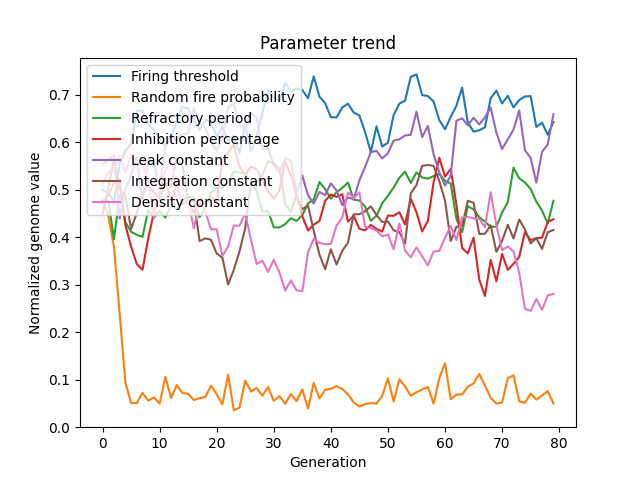 Parameter trend
Firing threshold
Random fire probability
Refractory period
Inhibition percentage
Leak constant
Integration constant
Density constant
Normalized genome value
0.7
0.6
0.5
0.4
0.3
0.2
0.1
0.0
0 10 20 30 40 50 60 70 80
Generation